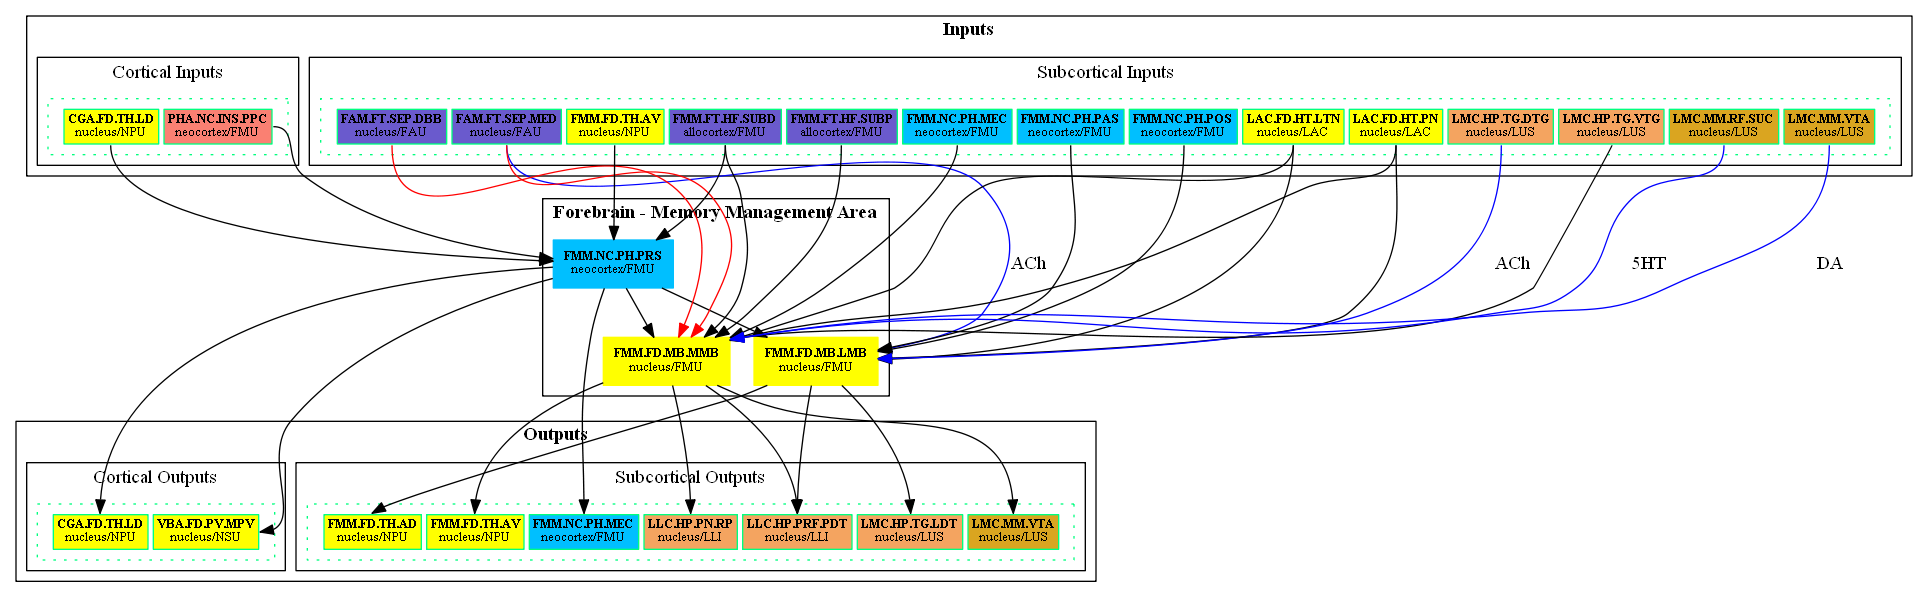 Inputs
Cortical Inputs
Subcortical Inputs
CGA.FD.TH.LD
nucleus/NPU
PHA.NC.INS.PPC
neocortex/FMU
FAM.FT.SEP.DBB
nucleus/FAU
FAM.FT.SEP.MED
nucleus/FAU
FMM.FD.TH.AV
nucleus/NPU
FMM.FT.HF.SUBD
allocortex/FMU
FMM.FT.HF.SUBP
allocortex/FMU
FMM.NC.PH.MEC
neocortex/FMU
FMM.NC.PH.PAS
neocortex/FMU
FMM.NC.PH.POS
neocortex/FMU
LAC.FD.HT.LTN
nucleus/LAC
LAC.FD.HT.PN
nucleus/LAC
LMC.HP.TG.DTG
nucleus/LUS
LMC.HP.TG.VTG
nucleus/LUS
LMC.MM.RF.SUC
nucleus/LUS
LMC.MM.VTA
nucleus/LUS
Forebrain - Memory Management Area
FMM.NC.PH.PRS
neocortex/FMU
ACh
ACh
5HT
DA
FMM.FD.MB.MMB
nucleus/FMU
FMM.FD.MB.LMB
nucleus/FMU
Outputs
Cortical Outputs
Subcortical Outputs
CGA.FD.TH.LD
nucleus/NPU
VBA.FD.PV.MPV
nucleus/NSU
FMM.FD.TH.AD
nucleus/NPU
FMM.FD.TH.AV
nucleus/NPU
FMM.NC.PH.MEC
neocortex/FMU
LLC.HP.PN.RP
nucleus/LLI
LLC.HP.PRF.PDT
nucleus/LLI
LMC.HP.TG.LDT
nucleus/LUS
LMC.MM.VTA
nucleus/LUS